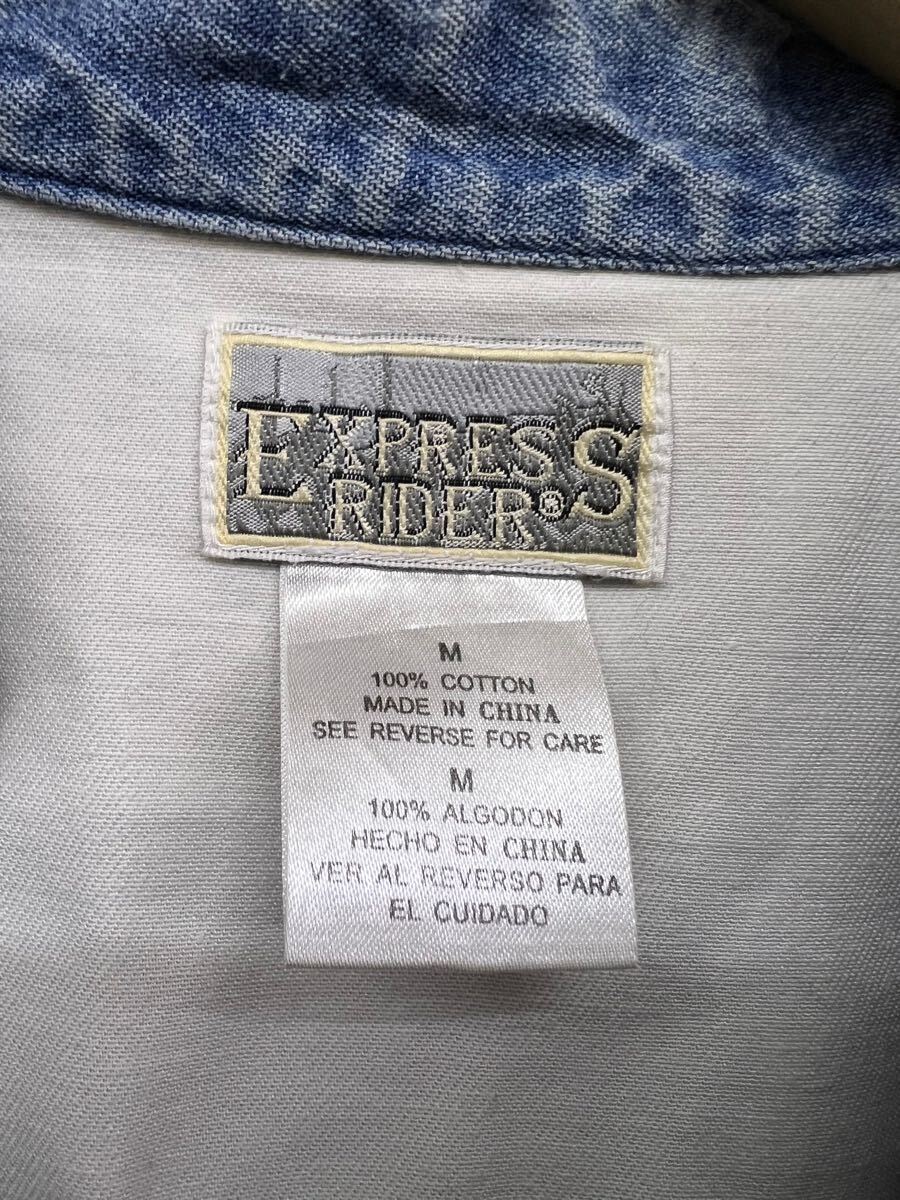 EXPRESS
RIDER®
M
100% COTTON
MADE IN CHINA
SEE REVERSE FOR CARE
M
100% ALGODON
HECHO EN CHINA
VER AL REVERSO PARA
EL CUIDADO